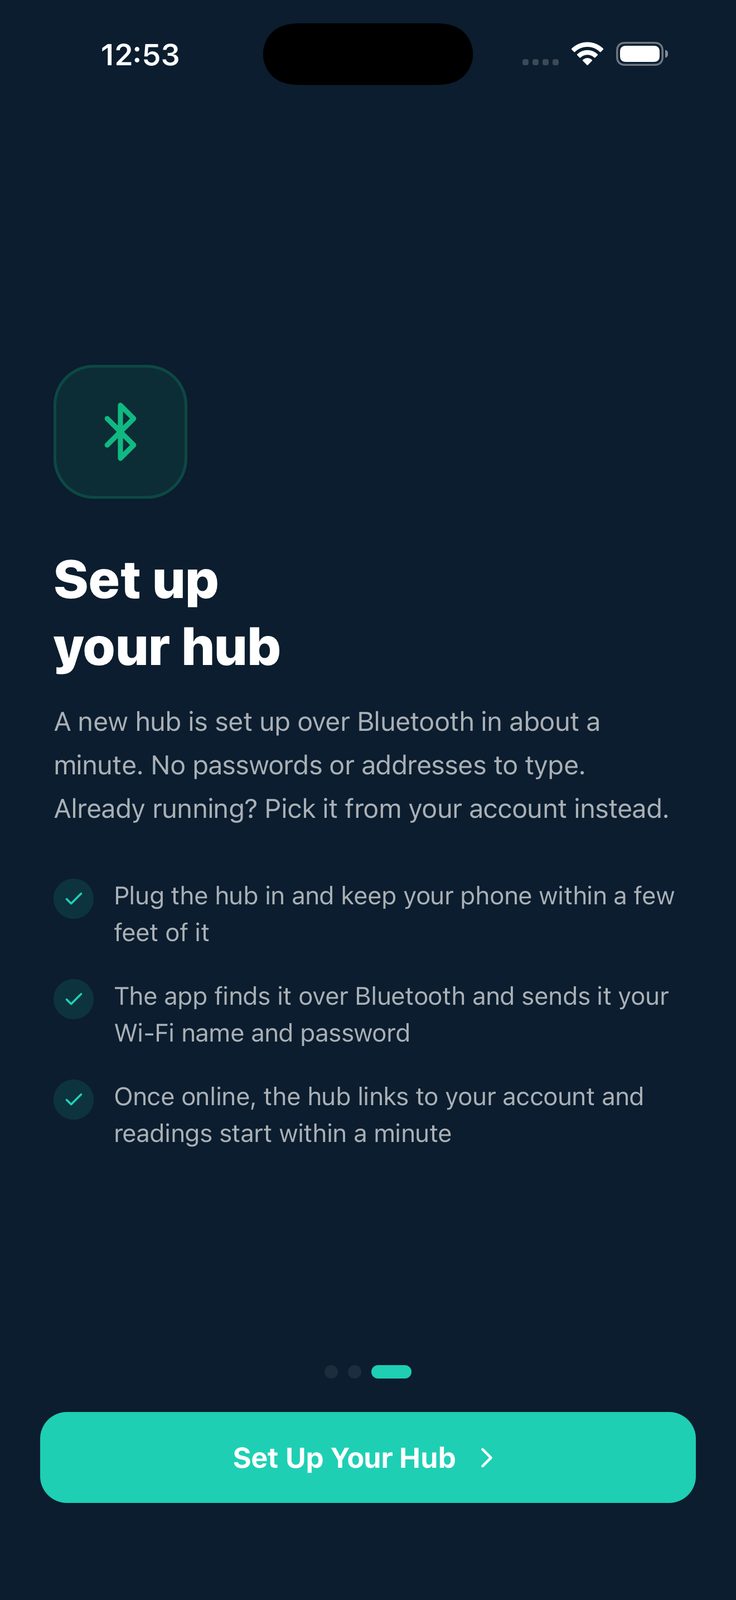 12:53
Set up
your hub
A new hub is set up over Bluetooth in about a
minute. No passwords or addresses to type.
Already running? Pick it from your account instead.
Plug the hub in and keep your phone within a few
feet of it
The app finds it over Bluetooth and sends it your
Wi-Fi name and password
Once online, the hub links to your account and
readings start within a minute
Set Up Your Hub